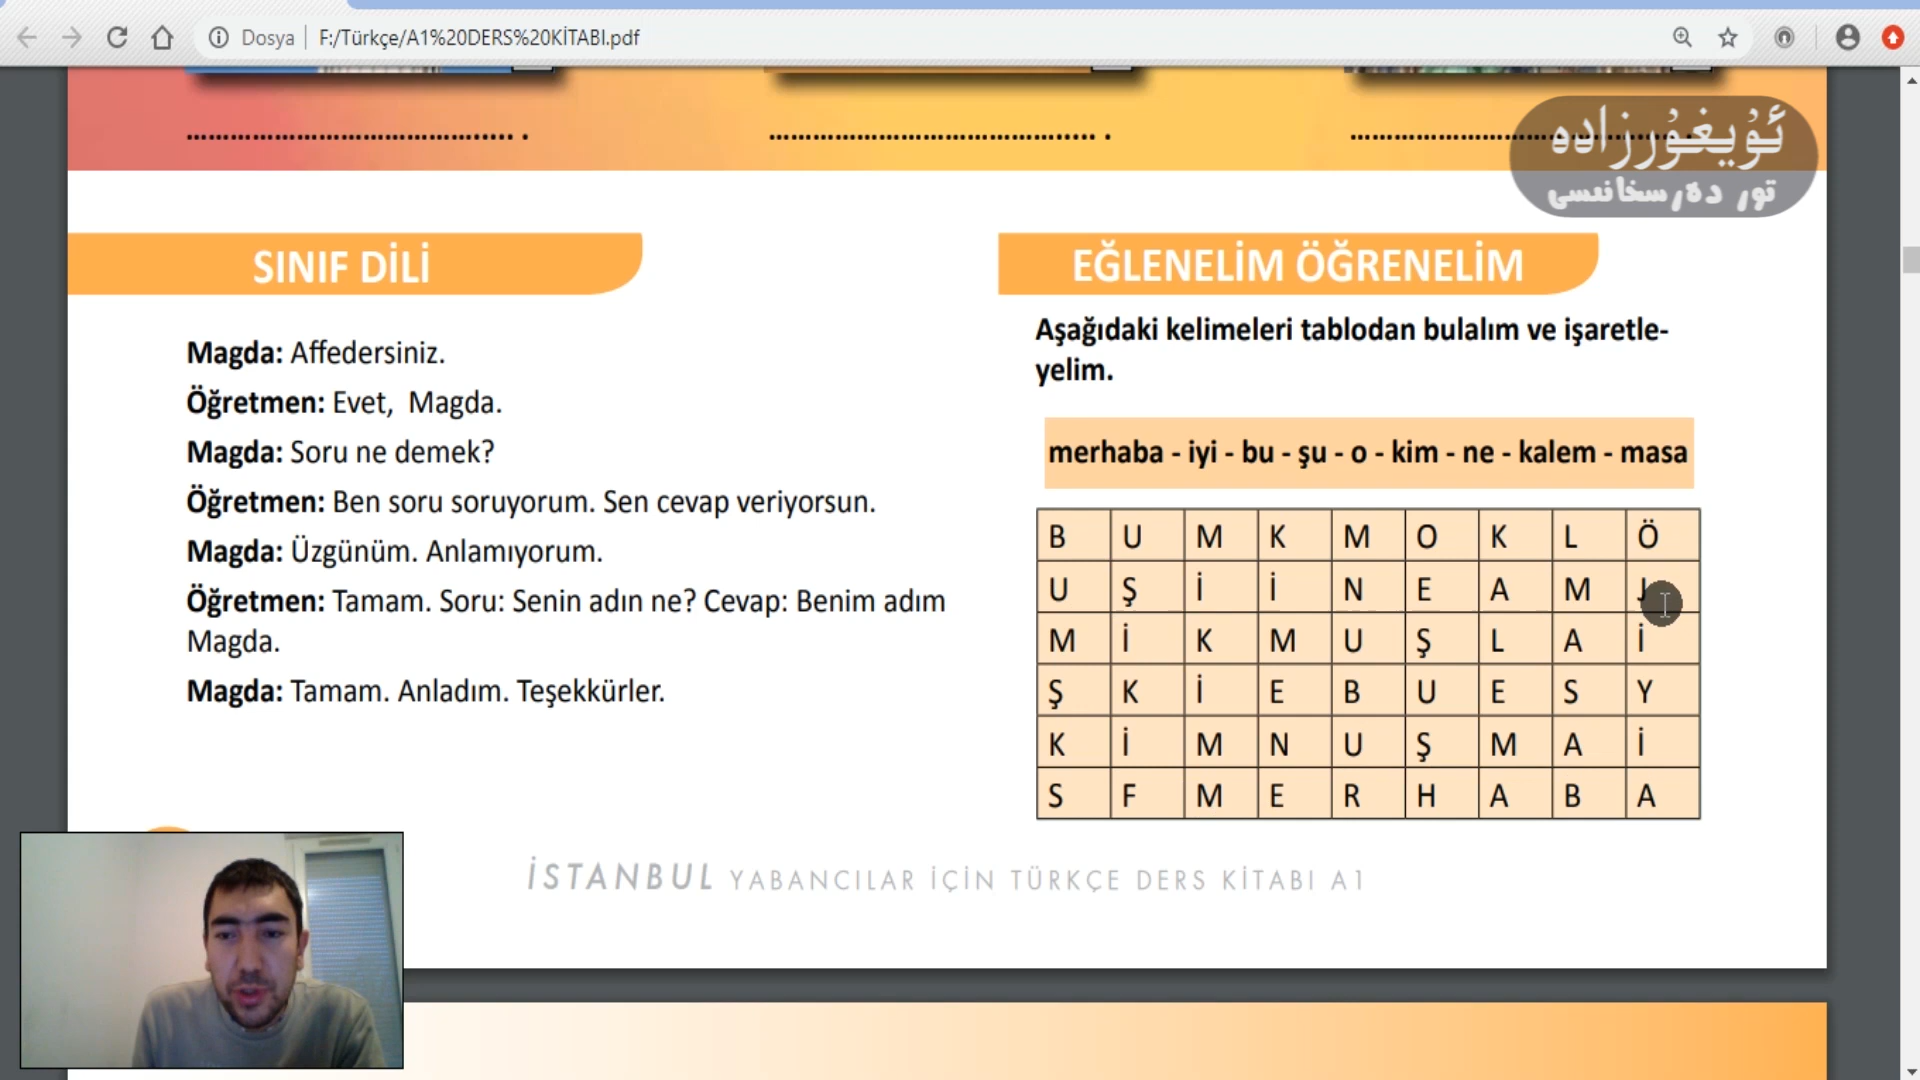 Dosya F:/Türkçe/A1%20DERS%20KİTABI.pdf
........................................ .
........................................ .
........................................ .
ئۇيغۇرزادە
تور دەرسخانىسى
SINIF DİLİ
Magda: Affedersiniz.
Öğretmen: Evet, Magda.
Magda: Soru ne demek?
Öğretmen: Ben soru soruyorum. Sen cevap veriyorsun.
Magda: Üzgünüm. Anlamıyorum.
Öğretmen: Tamam. Soru: Senin adın ne? Cevap: Benim adım
Magda.
Magda: Tamam. Anladım. Teşekkürler.
EĞLENELİM ÖĞRENELİM
Aşağıdaki kelimeleri tablodan bulalım ve işaretle-
yelim.
merhaba - iyi - bu - şu - o - kim - ne - kalem - masa
B U M K M O K L Ö
U Ş İ İ N E A M J
M İ K M U Ş L A İ
Ş K İ E B U E S Y
K İ M N U Ş M A İ
S F M E R H A B A
İSTANBUL YABANCILAR İÇİN TÜRKÇE DERS KİTABI A1